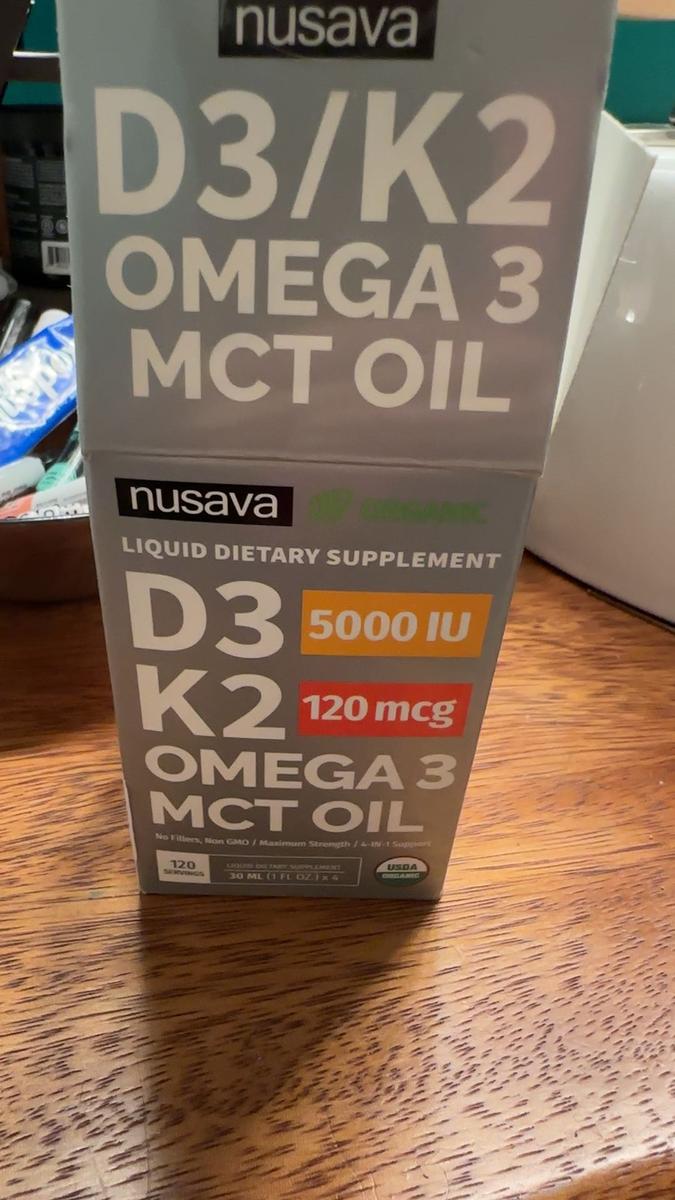 nusava
D3/K2
OMEGA 3
MCT OIL
nusava ORGANIC
LIQUID DIETARY SUPPLEMENT
D3 5000 IU
K2 120 mcg
OMEGA 3
MCT OIL
No Fillers, Non GMO / Maximum Strength / 4-IN-1 Support
120
SERVINGS
LIQUID DIETARY SUPPLEMENT
30 ML (1 FL OZ.) x 4
USDA
ORGANIC